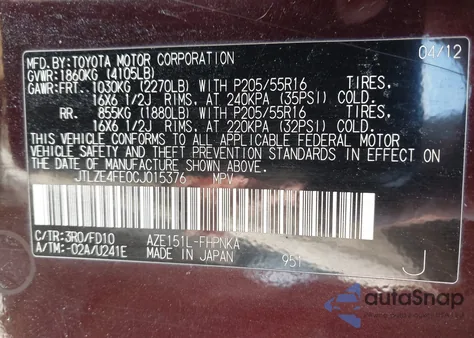 MFD.BY:TOYOTA MOTOR CORPORATION 04/12
GVWR:1860KG (4105LB)
GAWR:FRT. 1030KG (2270LB) WITH P205/55R16 TIRES,
16X6 1/2J RIMS, AT 240KPA (35PSI) COLD.
RR. 855KG (1880LB) WITH P205/55R16 TIRES,
16X6 1/2J RIMS, AT 220KPA (32PSI) COLD.
THIS VEHICLE CONFORMS TO ALL APPLICABLE FEDERAL MOTOR
VEHICLE SAFETY AND THEFT PREVENTION STANDARDS IN EFFECT
ON THE DATE OF MANUFACTURE SHOWN ABOVE.
JTLZE4FE0CJ015376 MPV
C/TR:3R0/FD10 AZE151L-FHPNKA
A/TM:-02A/U241E MADE IN JAPAN 951 J
autoSnap